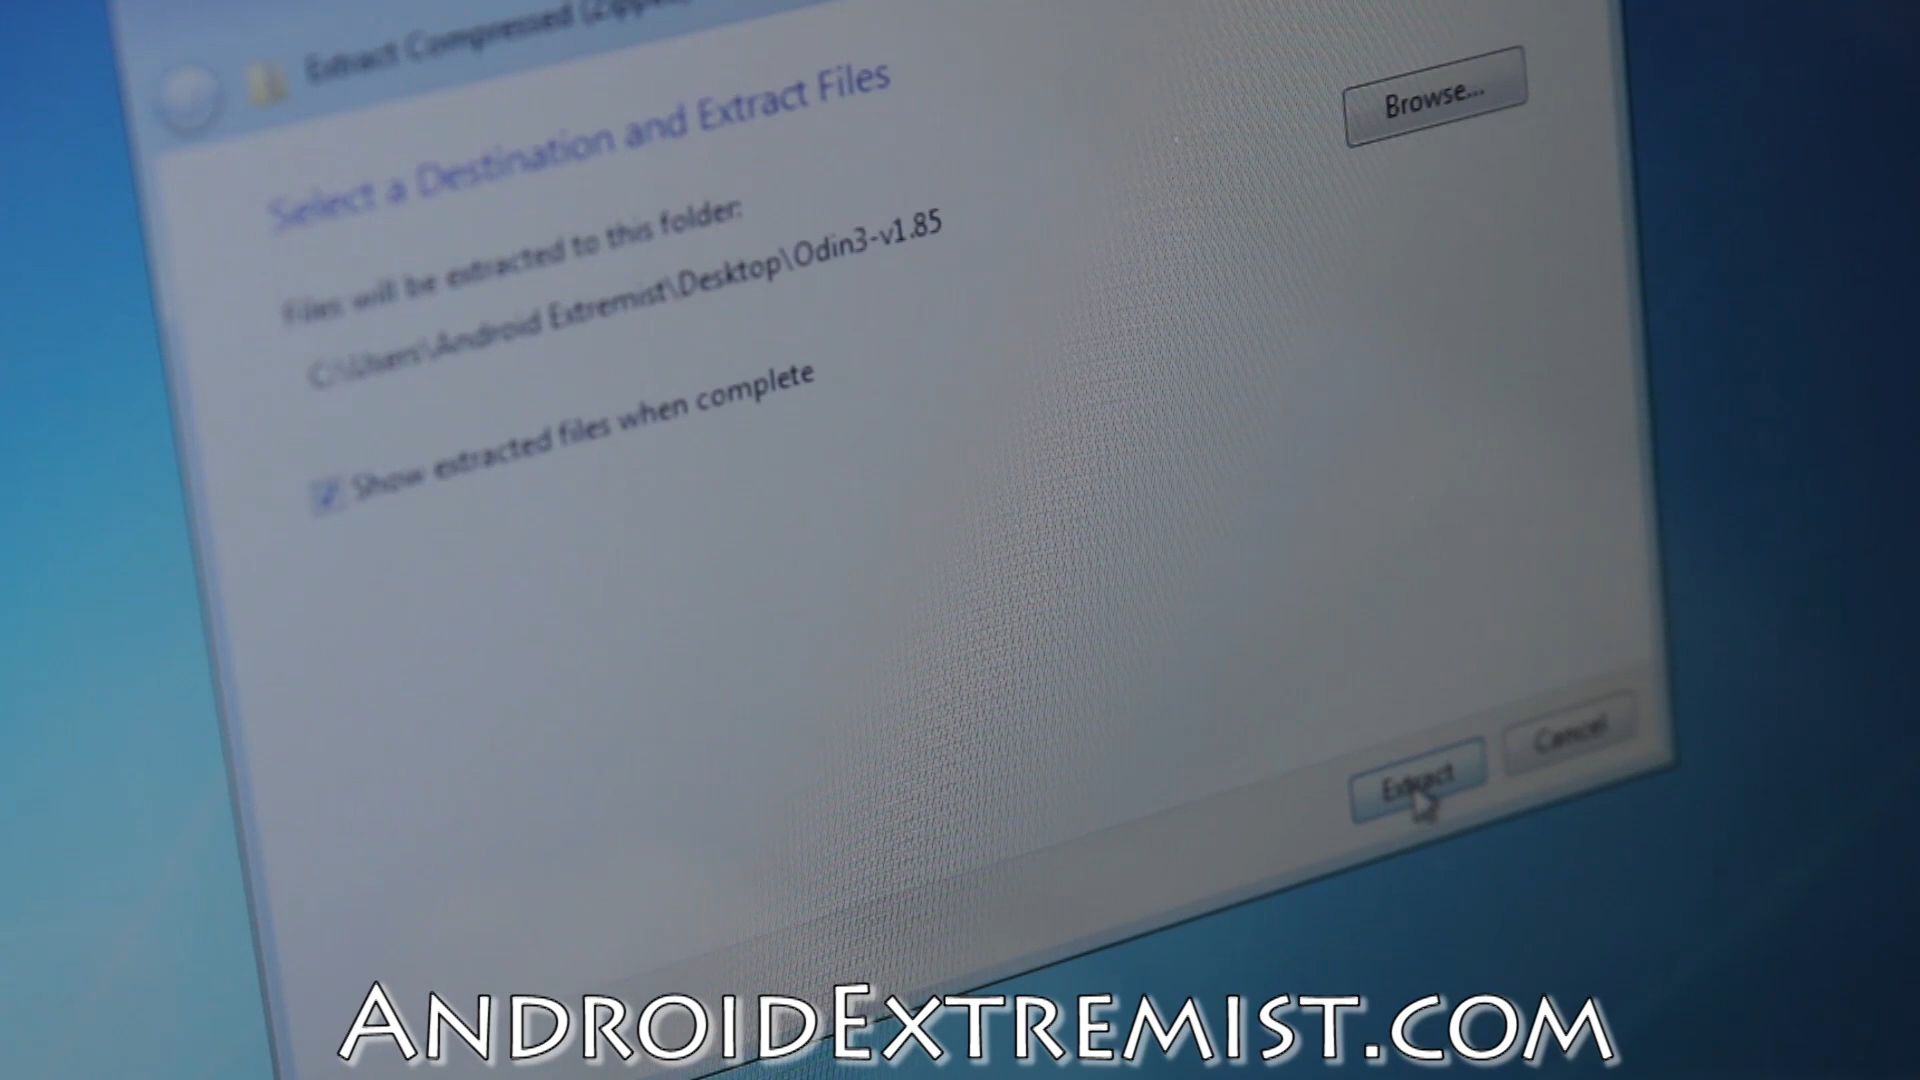 Extract Compressed (Zipped)
Select a Destination and Extract Files
Files will be extracted to this folder:
C:\Users\Android Extremist\Desktop\Odin3-v1.85
Browse...
Show extracted files when complete
Extract
Cancel
AndroidExtremist.com